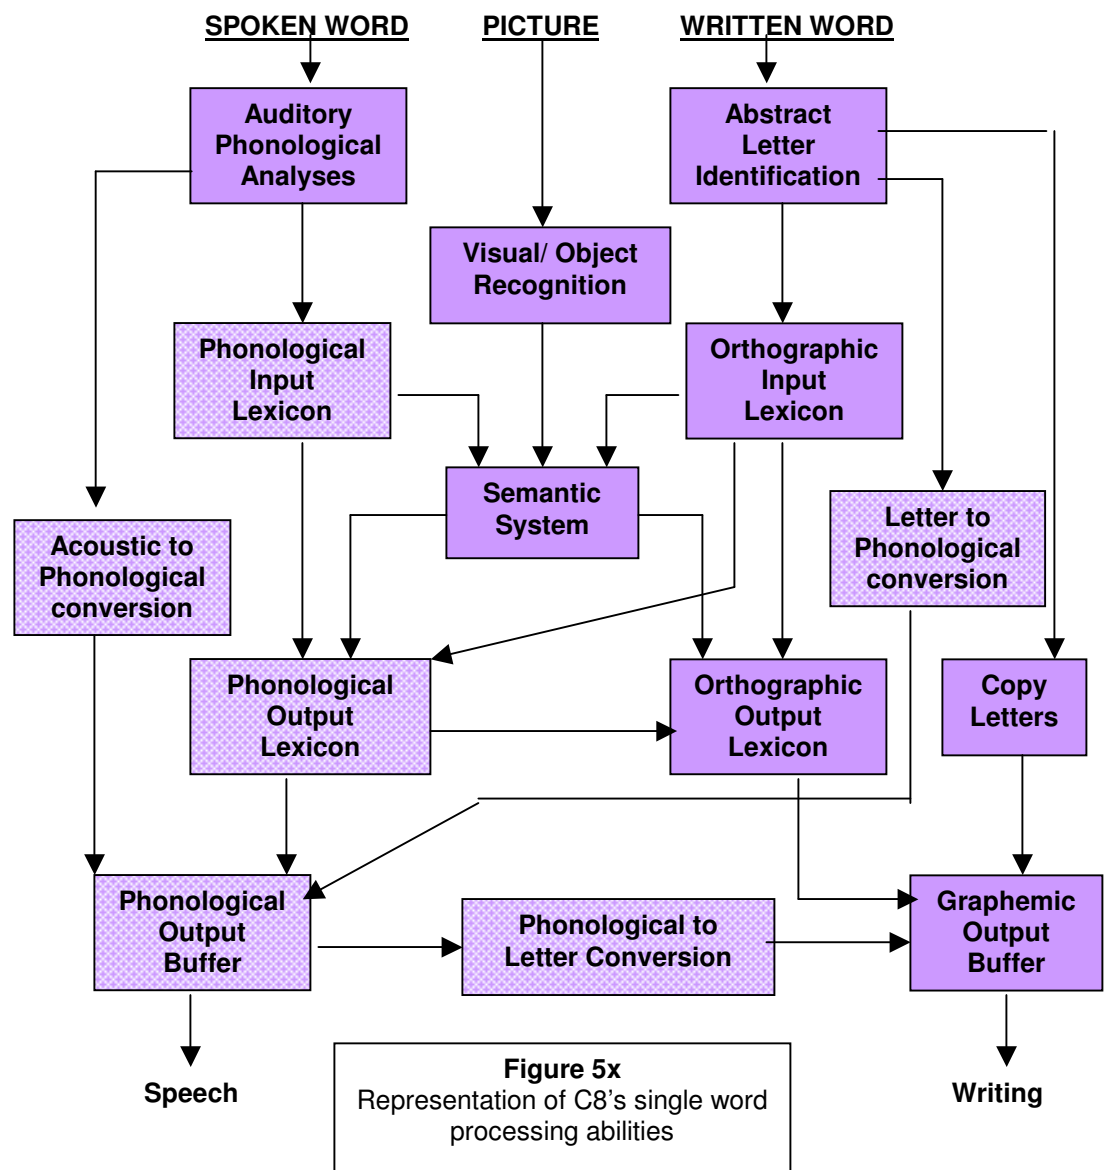 SPOKEN WORD PICTURE WRITTEN WORD
Auditory
Phonological
Analyses
Abstract
Letter
Identification
Visual/ Object
Recognition
Phonological
Input
Lexicon
Orthographic
Input
Lexicon
Semantic
System
Acoustic to
Phonological
conversion
Letter to
Phonological
conversion
Phonological
Output
Lexicon
Orthographic
Output
Lexicon
Copy
Letters
Phonological
Output
Buffer
Phonological to
Letter Conversion
Graphemic
Output
Buffer
Speech
Writing
Figure 5x
Representation of C8's single word
processing abilities